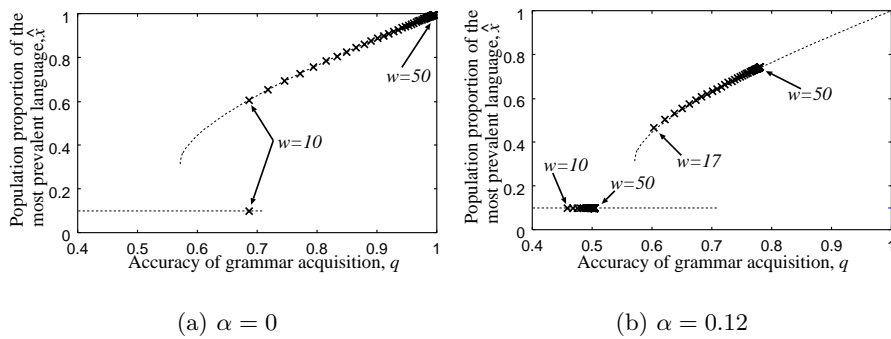 Population proportion of the
most prevalent language, x̂
1
0.8
0.6
0.4
0.2
0
0.4 0.5 0.6 0.7 0.8 0.9 1
Accuracy of grammar acquisition, q
w=50
w=10
(a) α = 0
Population proportion of the
most prevalent language, x̂
1
0.8
0.6
0.4
0.2
0
0.4 0.5 0.6 0.7 0.8 0.9 1
Accuracy of grammar acquisition, q
w=50
w=17
w=10
w=50
(b) α = 0.12